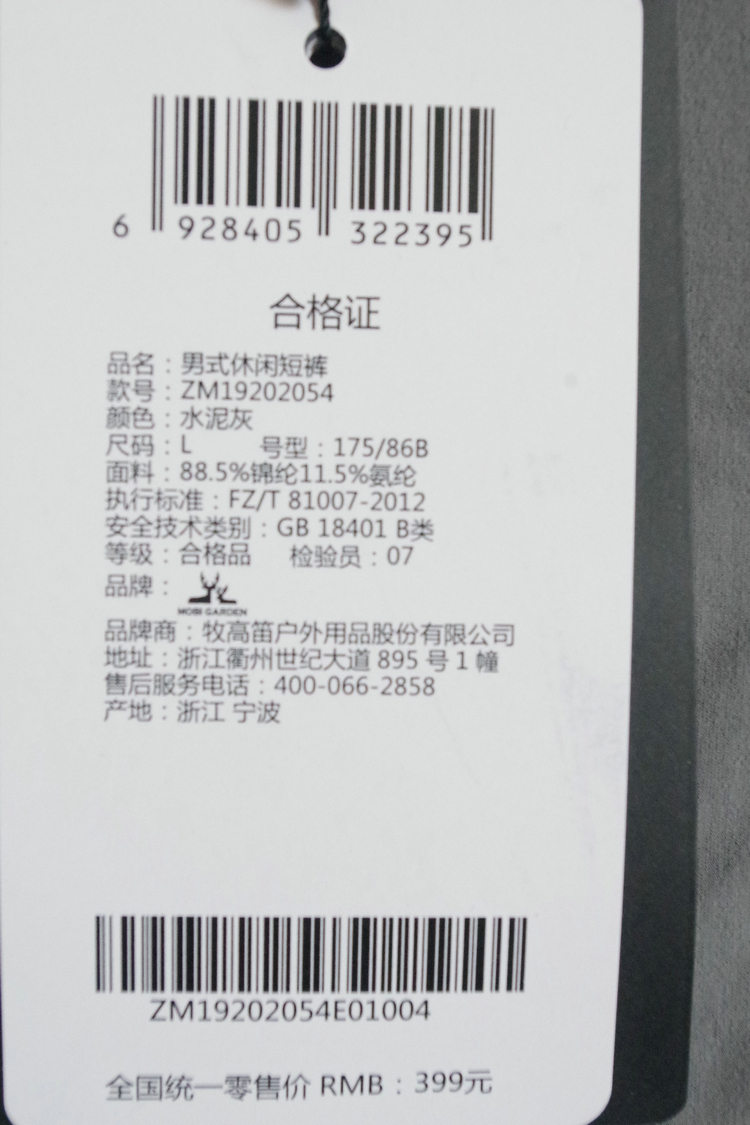 6 928405 322395
合格证
品名：男式休闲短裤
款号：ZM19202054
颜色：水泥灰
尺码：L 号型：175/86B
面料：88.5%锦纶11.5%氨纶
执行标准：FZ/T 81007-2012
安全技术类别：GB 18401 B类
等级：合格品 检验员：07
品牌：
MOBI GARDEN
品牌商：牧高笛户外用品股份有限公司
地址：浙江衢州世纪大道 895 号 1 幢
售后服务电话：400-066-2858
产地：浙江 宁波
ZM19202054E01004
全国统一零售价 RMB：399元